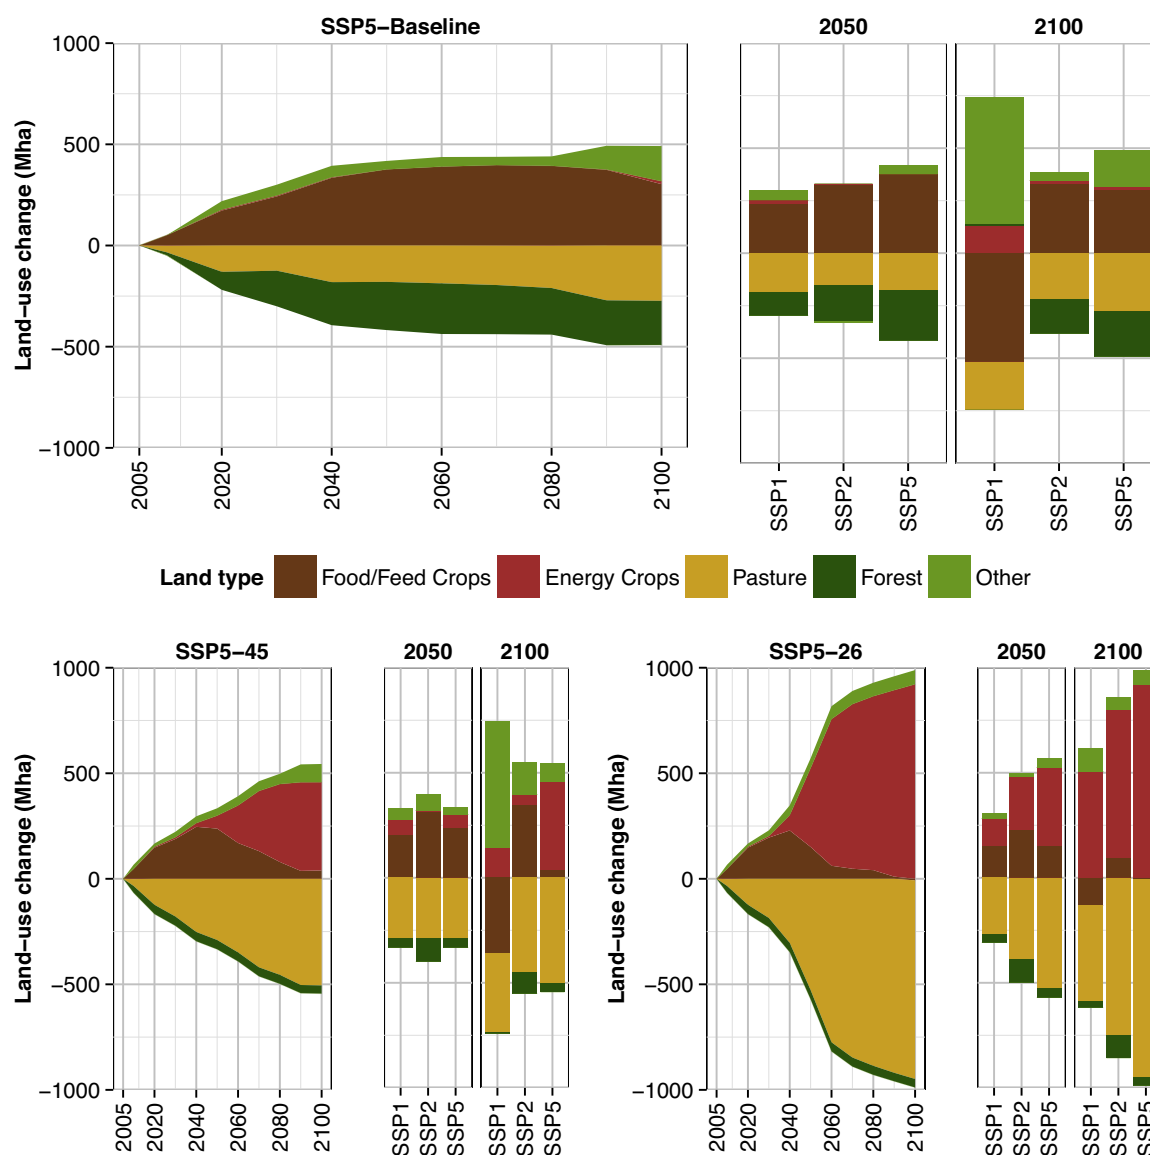 SSP5−Baseline
2050
2100
Land−use change (Mha)
1000
500
0
−500
−1000
2005
2020
2040
2060
2080
2100
SSP1
SSP2
SSP5
SSP1
SSP2
SSP5
Land type Food/Feed Crops Energy Crops Pasture Forest Other
SSP5−45
2050
2100
Land−use change (Mha)
1000
500
0
−500
−1000
2005
2020
2040
2060
2080
2100
SSP1
SSP2
SSP5
SSP1
SSP2
SSP5
SSP5−26
2050
2100
Land−use change (Mha)
1000
500
0
−500
−1000
2005
2020
2040
2060
2080
2100
SSP1
SSP2
SSP5
SSP1
SSP2
SSP5